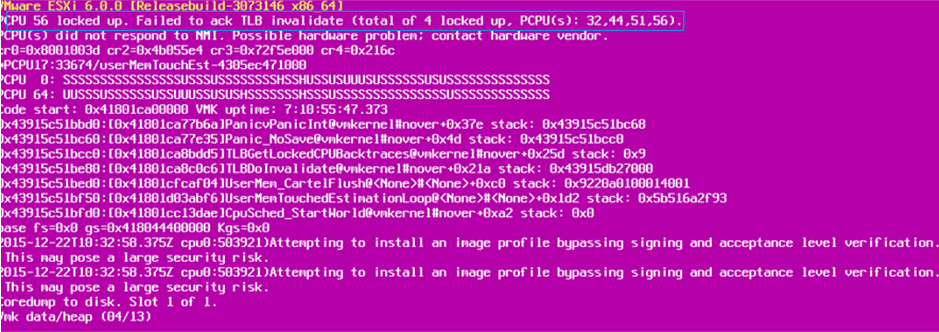 VMware ESXi 6.0.0 [Releasebuild-3073146 x86_64]
PCPU 56 locked up. Failed to ack TLB invalidate (total of 4 locked up, PCPU(s): 32,44,51,56).
PCPU(s) did not respond to NMI. Possible hardware problem; contact hardware vendor.
cr0=0x8001003d cr2=0x4b055e4 cr3=0x72f5e000 cr4=0x216c
*PCPU17:33674/userMemTouchEst-4305ec471000
PCPU  0: SSSSSSSSSSSSSSSSSUSSSUSSSSSSSSHSSHUSSUSUUUSUSSSSSSUSUSSSSSSSSSSSSSS
PCPU 64: UUSSSUSSSSSUSSUUUSSUSUSHSSSSSSSHSSSUSSUSSSSSUSSSSSUSSSSSSSSSSSSSSS
Code start: 0x41801ca00000 VMK uptime: 7:10:55:47.373
0x43915c51bbd0:[0x41801ca77b6a]PanicvPanicInt@vmkernel#nover+0x37e stack: 0x43915c51bc68
0x43915c51bc60:[0x41801ca77e35]Panic_NoSave@vmkernel#nover+0x4d stack: 0x43915c51bcc0
0x43915c51bcc0:[0x41801ca8bdd5]TLBGetLockedCPUBacktraces@vmkernel#nover+0x25d stack: 0x9
0x43915c51be80:[0x41801ca8c0c6]TLBDoInvalidate@vmkernel#nover+0x21a stack: 0x43915db27000
0x43915c51bed0:[0x41801cfcaf04]UserMem_CartelFlush@<None>#<None>+0xc0 stack: 0x9220a0100014001
0x43915c51bf50:[0x41801d03abf6]UserMemTouchedEstimationLoop@<None>#<None>+0x1d2 stack: 0x5b516a2f93
0x43915c51bfd0:[0x41801cc13dae]CpuSched_StartWorld@vmkernel#nover+0xa2 stack: 0x0
base fs=0x0 gs=0x418044400000 Kgs=0x0
2015-12-22T10:32:58.375Z cpu0:503921)Attempting to install an image profile bypassing signing and acceptance level verification.
This may pose a large security risk.
2015-12-22T10:32:58.375Z cpu0:503921)Attempting to install an image profile bypassing signing and acceptance level verification.
This may pose a large security risk.
Coredump to disk. Slot 1 of 1.
Vmk data/heap (04/13)